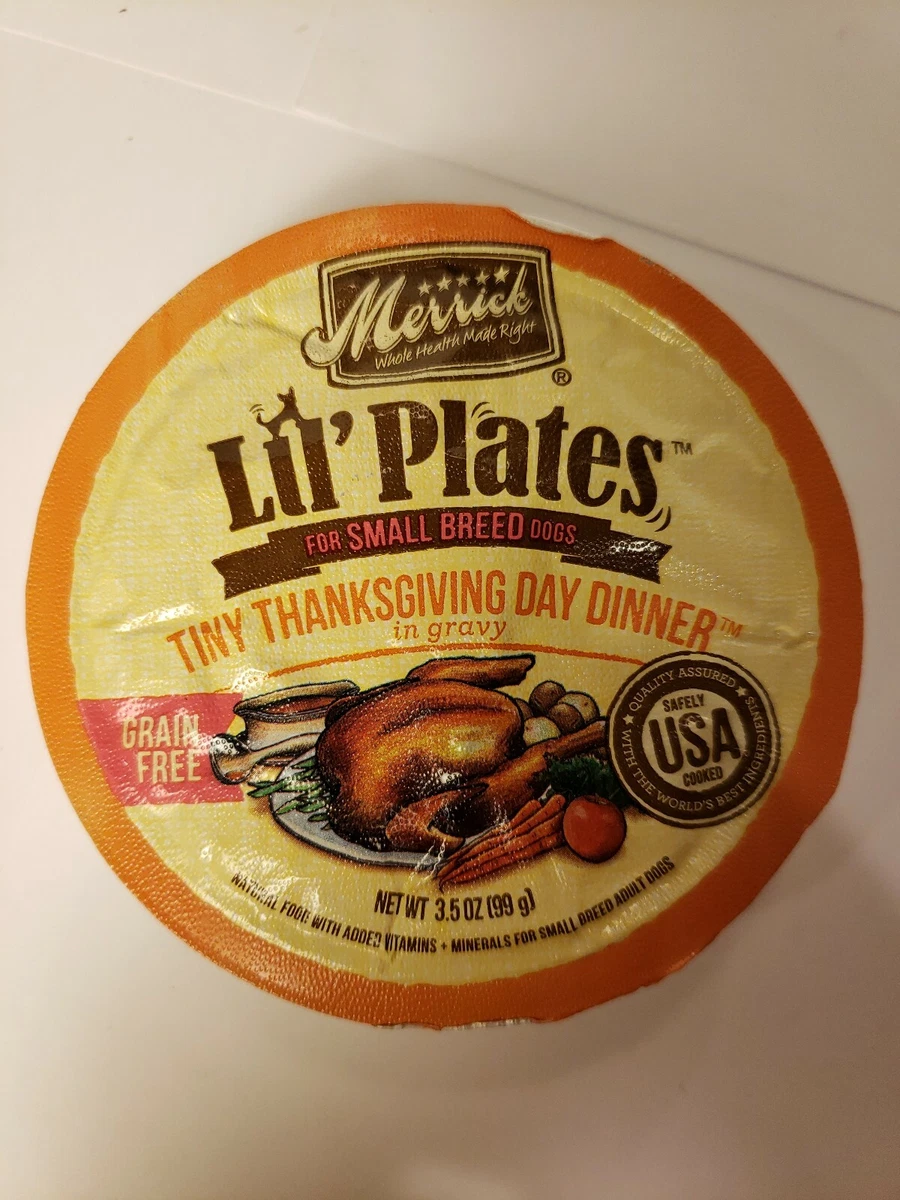 Merrick
Whole Health Made Right
®
Lil' Plates™
FOR SMALL BREED DOGS
TINY THANKSGIVING DAY DINNER™
in gravy
GRAIN
FREE
QUALITY ASSURED
SAFELY
USA
COOKED
WITH THE WORLD'S BEST INGREDIENTS
NET WT 3.5 OZ (99 g)
NATURAL FOOD WITH ADDED VITAMINS + MINERALS FOR SMALL BREED ADULT DOGS